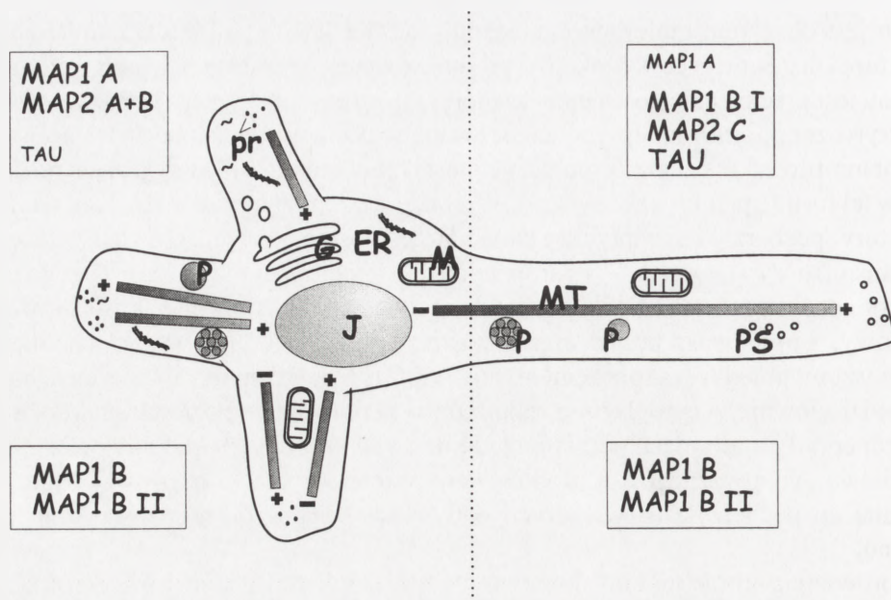 MAP1 A
MAP2 A+B
TAU
MAP1 A
MAP1 B I
MAP2 C
TAU
pr
G ER
M
P
MT
J
P
P
PS
MAP1 B
MAP1 B II
MAP1 B
MAP1 B II